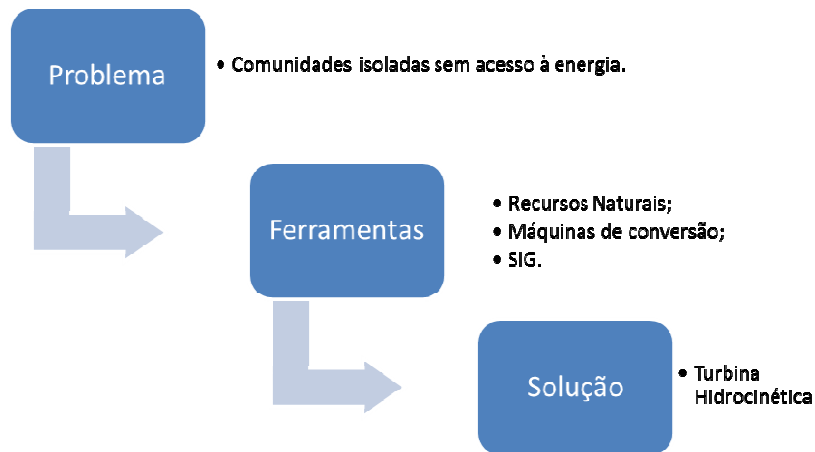 Problema
• Comunidades isoladas sem acesso à energia.
Ferramentas
• Recursos Naturais;
• Máquinas de conversão;
• SIG.
Solução
• Turbina
Hidrocinética